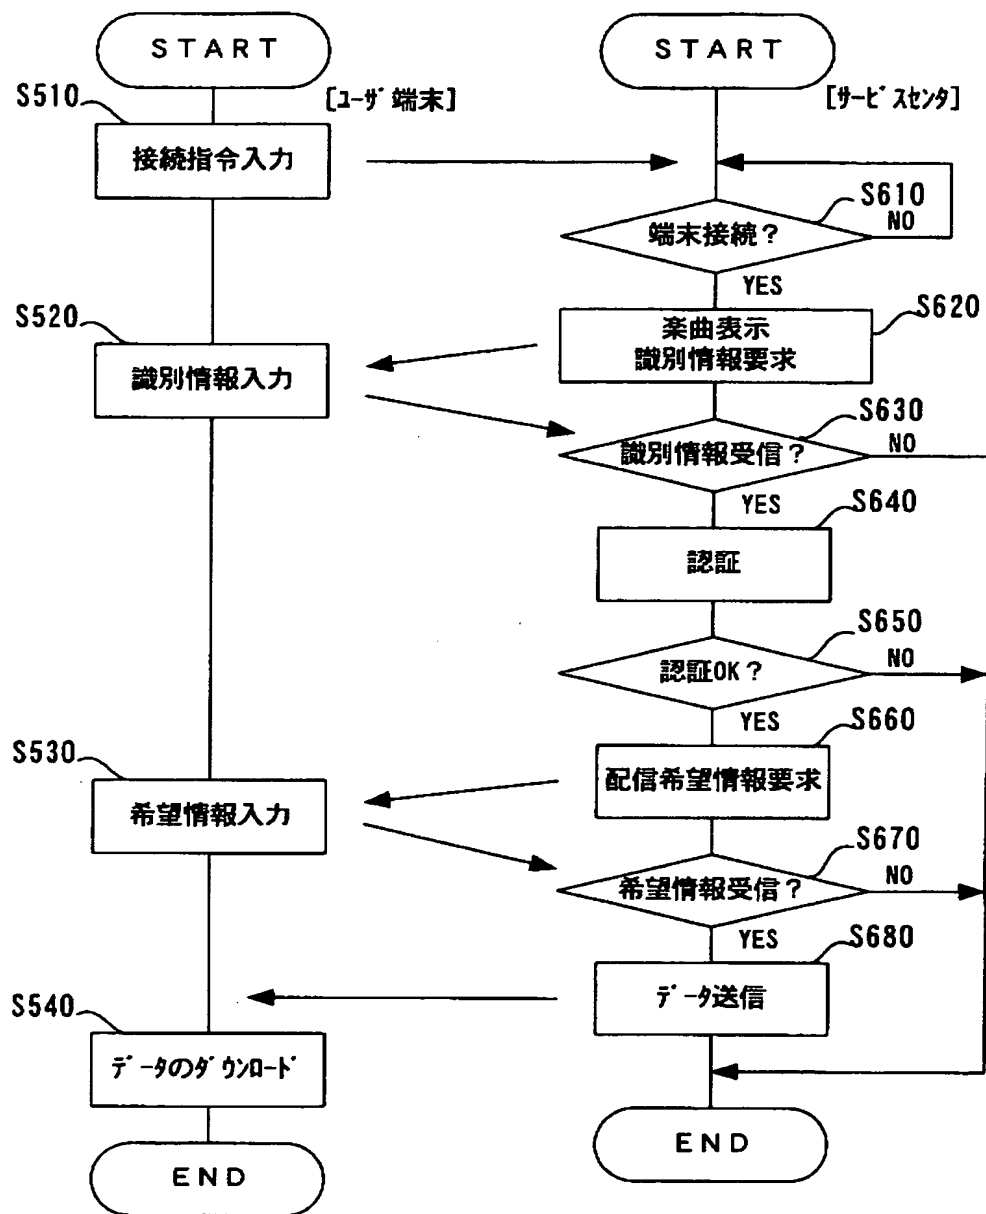 START
START
S510
[ユーザ端末]
[サービスセンタ]
接続指令入力
S610
NO
端末接続?
YES
S520
S620
楽曲表示
識別情報要求
識別情報入力
S630
NO
識別情報受信?
YES
S640
認証
S650
NO
認証OK?
YES
S660
S530
配信希望情報要求
希望情報入力
S670
NO
希望情報受信?
YES
S680
データ送信
S540
データのダウンロード
END
END